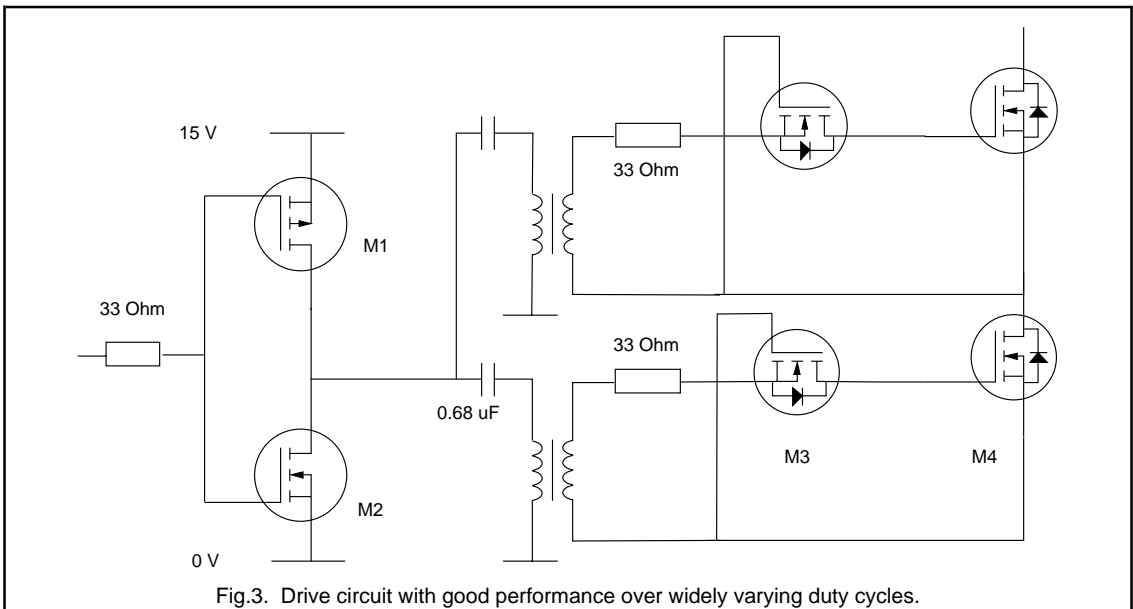 15 V
33 Ohm
M1
33 Ohm
33 Ohm
0.68 uF
M3
M4
M2
0 V
Fig.3. Drive circuit with good performance over widely varying duty cycles.